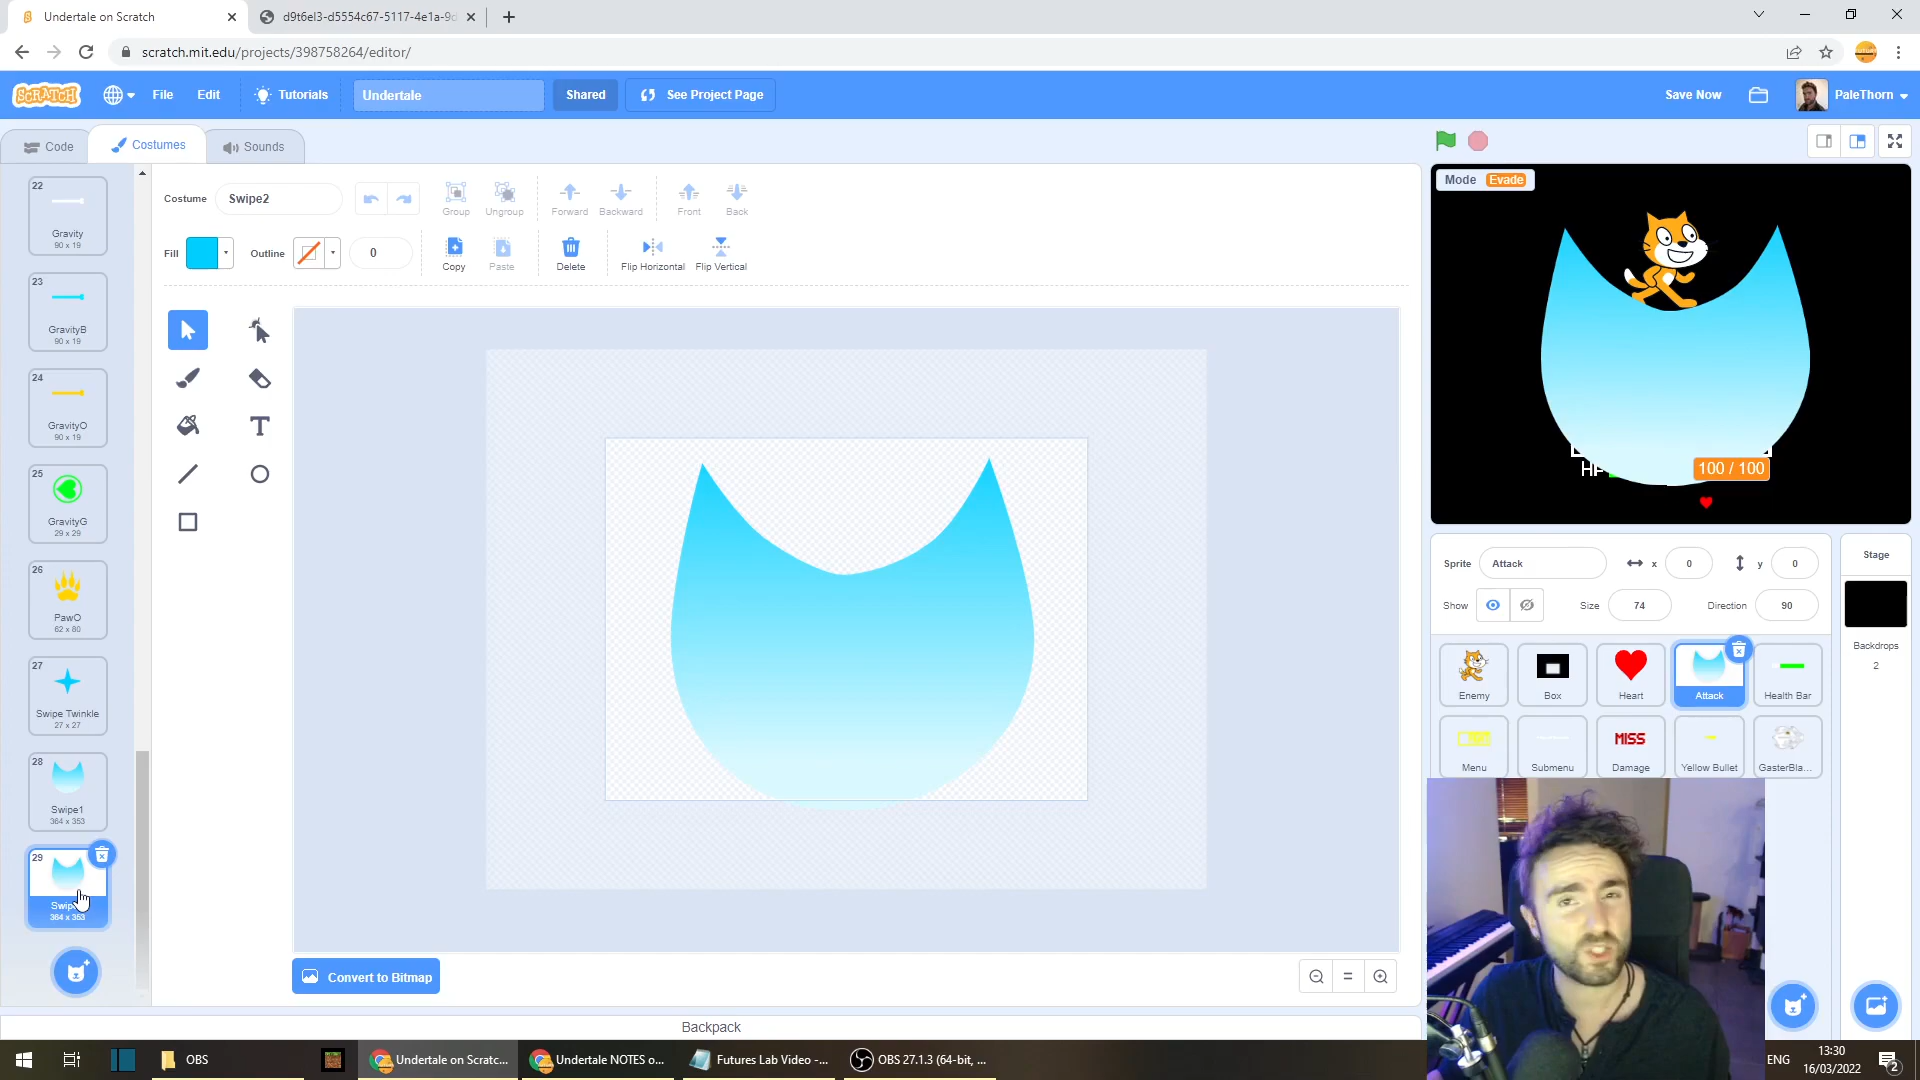 Undertale on Scratch
d9t6el3-d5554c67-5117-4e1a-9d
scratch.mit.edu/projects/398758264/editor/
SCRATCH
File
Edit
Tutorials
Undertale
Shared
See Project Page
Save Now
PaleThorn
Code
Costumes
Sounds
Costume
Swipe2
Group
Ungroup
Forward
Backward
Front
Back
Fill
Outline
0
Copy
Paste
Delete
Flip Horizontal
Flip Vertical
22
Gravity
90 x 19
23
GravityB
90 x 19
24
GravityO
90 x 19
25
GravityG
29 x 29
26
PawO
62 x 80
27
Swipe Twinkle
27 x 27
28
Swipe1
364 x 353
29
364 x 353
Convert to Bitmap
Backpack
Mode Evade
100 / 100
Sprite
Attack
x
0
y
0
Show
Size
74
Direction
90
Enemy
Box
Heart
Attack
Health Bar
Menu
Submenu
MISS
Damage
Yellow Bullet
GasterBla...
Stage
Backdrops
2
OBS
Undertale on Scratc...
Undertale NOTES o...
Futures Lab Video -...
OBS 27.1.3 (64-bit, ...
ENG
13:30
16/03/2022
2